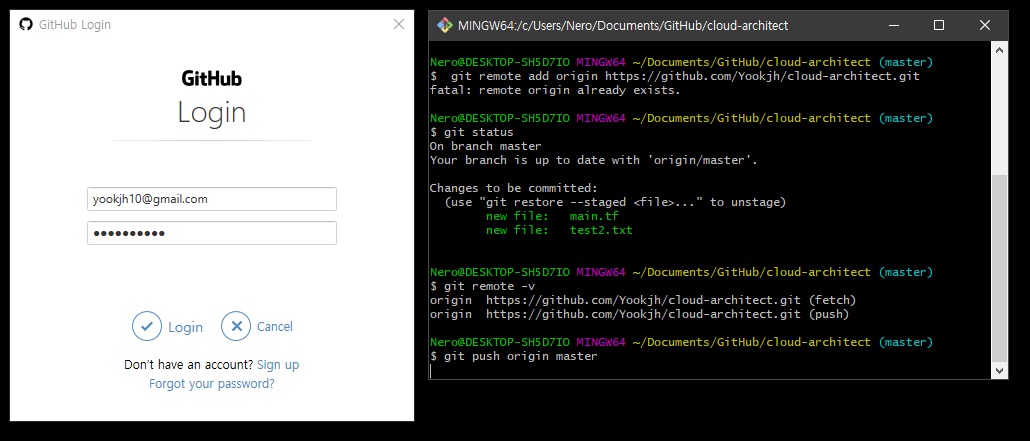 GitHub Login
GitHub
Login
yookjh10@gmail.com
●●●●●●●●●●
Login
Cancel
Don't have an account? Sign up
Forgot your password?
MINGW64:/c/Users/Nero/Documents/GitHub/cloud-architect
Nero@DESKTOP-SH5D7IO MINGW64 ~/Documents/GitHub/cloud-architect (master)
$  git remote add origin https://github.com/Yookjh/cloud-architect.git
fatal: remote origin already exists.
Nero@DESKTOP-SH5D7IO MINGW64 ~/Documents/GitHub/cloud-architect (master)
$ git status
On branch master
Your branch is up to date with 'origin/master'.
Changes to be committed:
  (use "git restore --staged <file>..." to unstage)
        new file:   main.tf
        new file:   test2.txt
Nero@DESKTOP-SH5D7IO MINGW64 ~/Documents/GitHub/cloud-architect (master)
$ git remote -v
origin  https://github.com/Yookjh/cloud-architect.git (fetch)
origin  https://github.com/Yookjh/cloud-architect.git (push)
Nero@DESKTOP-SH5D7IO MINGW64 ~/Documents/GitHub/cloud-architect (master)
$ git push origin master